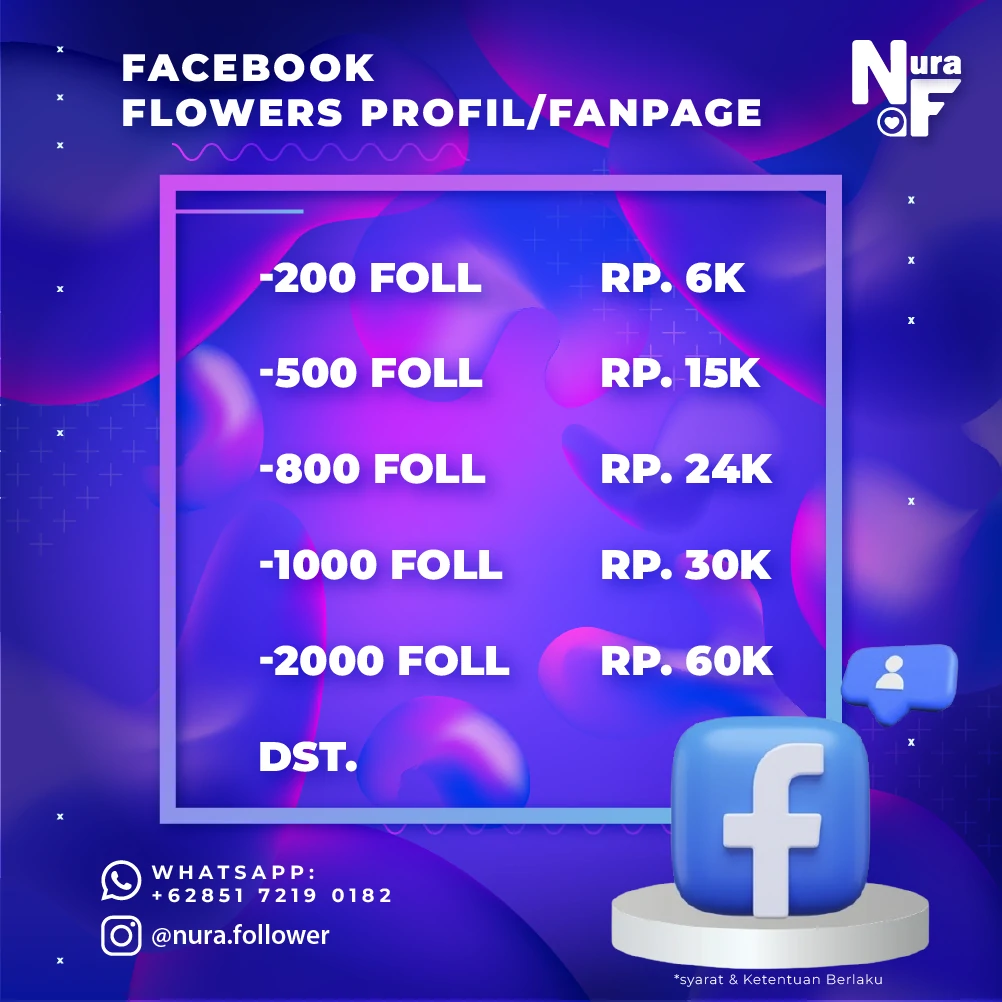 FACEBOOK
FLOWERS PROFIL/FANPAGE
Nura
F
-200 FOLL RP. 6K
-500 FOLL RP. 15K
-800 FOLL RP. 24K
-1000 FOLL RP. 30K
-2000 FOLL RP. 60K
DST.
f
WHATSAPP:
+62851 7219 0182
@nura.follower
*syarat & Ketentuan Berlaku